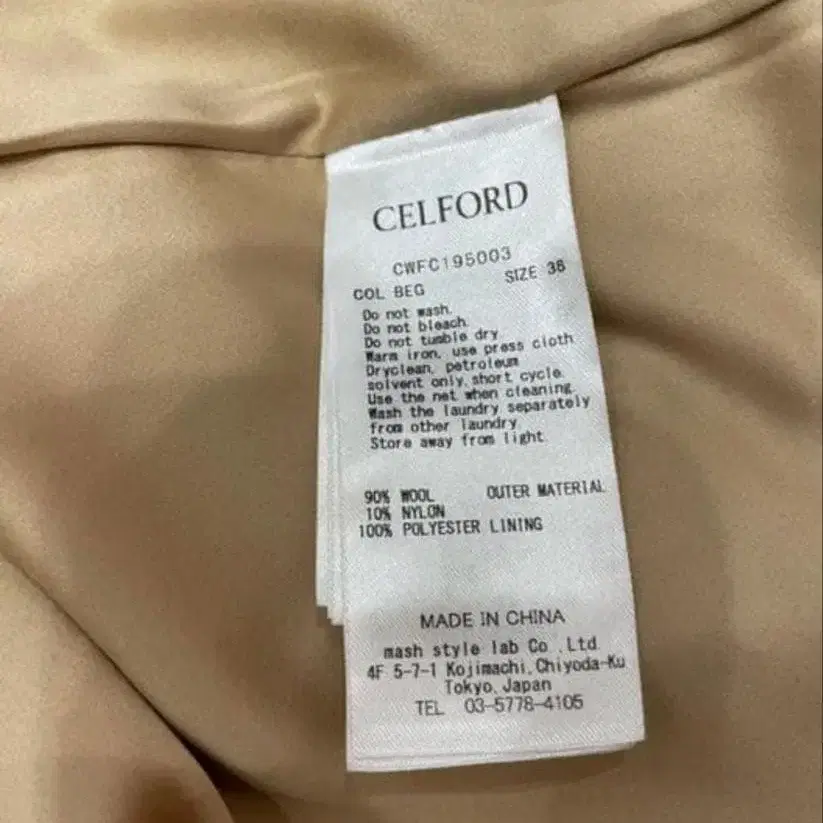 CELFORD
CWFC195003
COL BEG SIZE 36
Do not wash.
Do not bleach.
Do not tumble dry
Warm iron, use press cloth
Dryclean, petroleum
solvent only, short cycle.
Use the net when cleaning.
Wash the laundry separately
from other laundry.
Store away from light.
90% WOOL OUTER MATERIAL
10% NYLON
100% POLYESTER LINING
MADE IN CHINA
mash style lab Co.,Ltd.
4F 5-7-1 Kojimachi,Chiyoda-Ku
Tokyo,Japan
TEL 03-5778-4105